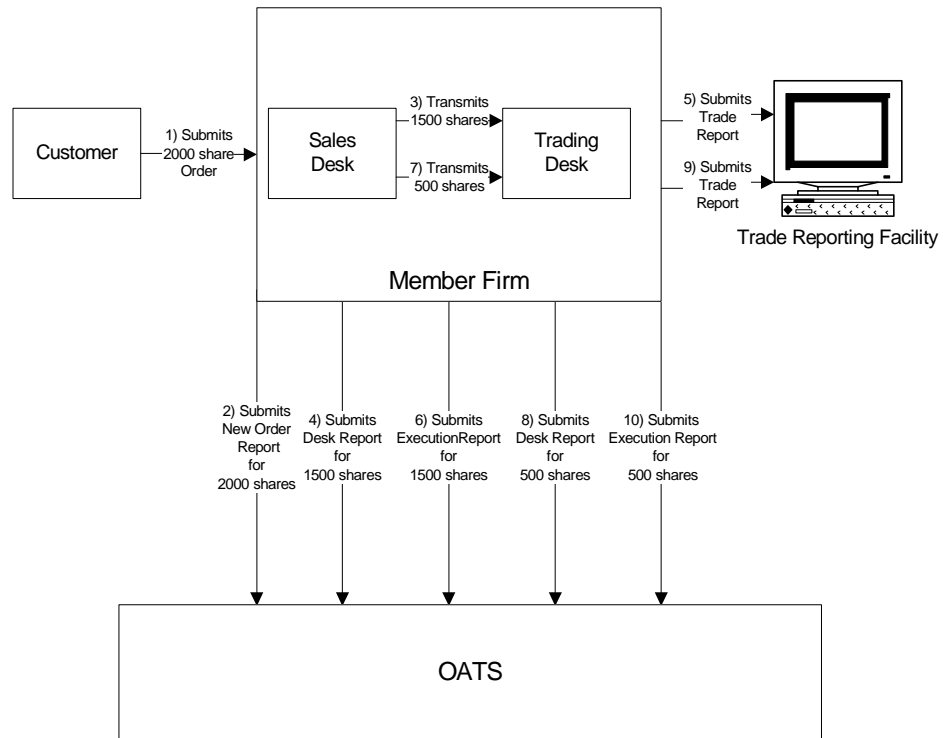 Customer
1) Submits
2000 share
Order
Sales
Desk
3) Transmits
1500 shares
7) Transmits
500 shares
Trading
Desk
5) Submits
Trade
Report
9) Submits
Trade
Report
Trade Reporting Facility
Member Firm
2) Submits
New Order
Report
for
2000 shares
4) Submits
Desk Report
for
1500 shares
6) Submits
ExecutionReport
for
1500 shares
8) Submits
Desk Report
for
500 shares
10) Submits
Execution Report
for
500 shares
OATS